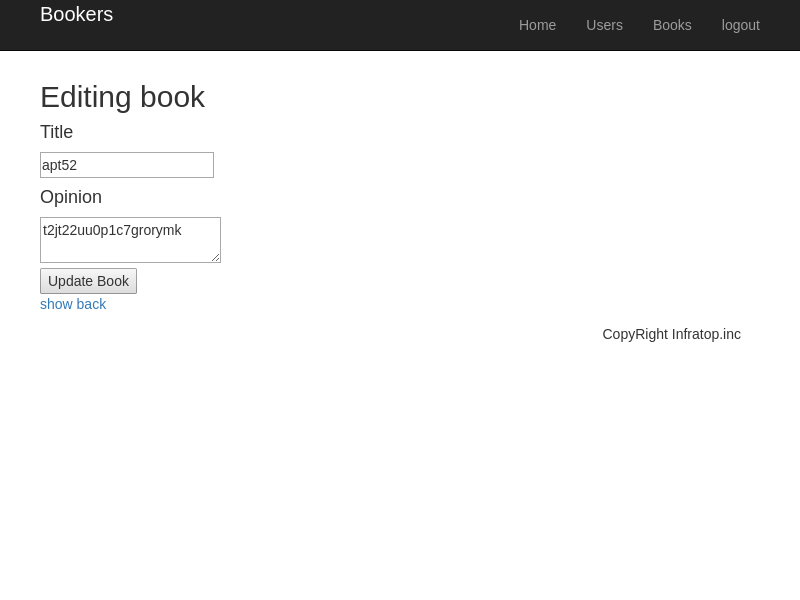 Bookers
Home Users Books logout
Editing book
Title
apt52
Opinion
t2jt22uu0p1c7grorymk
Update Book
show back
CopyRight Infratop.inc